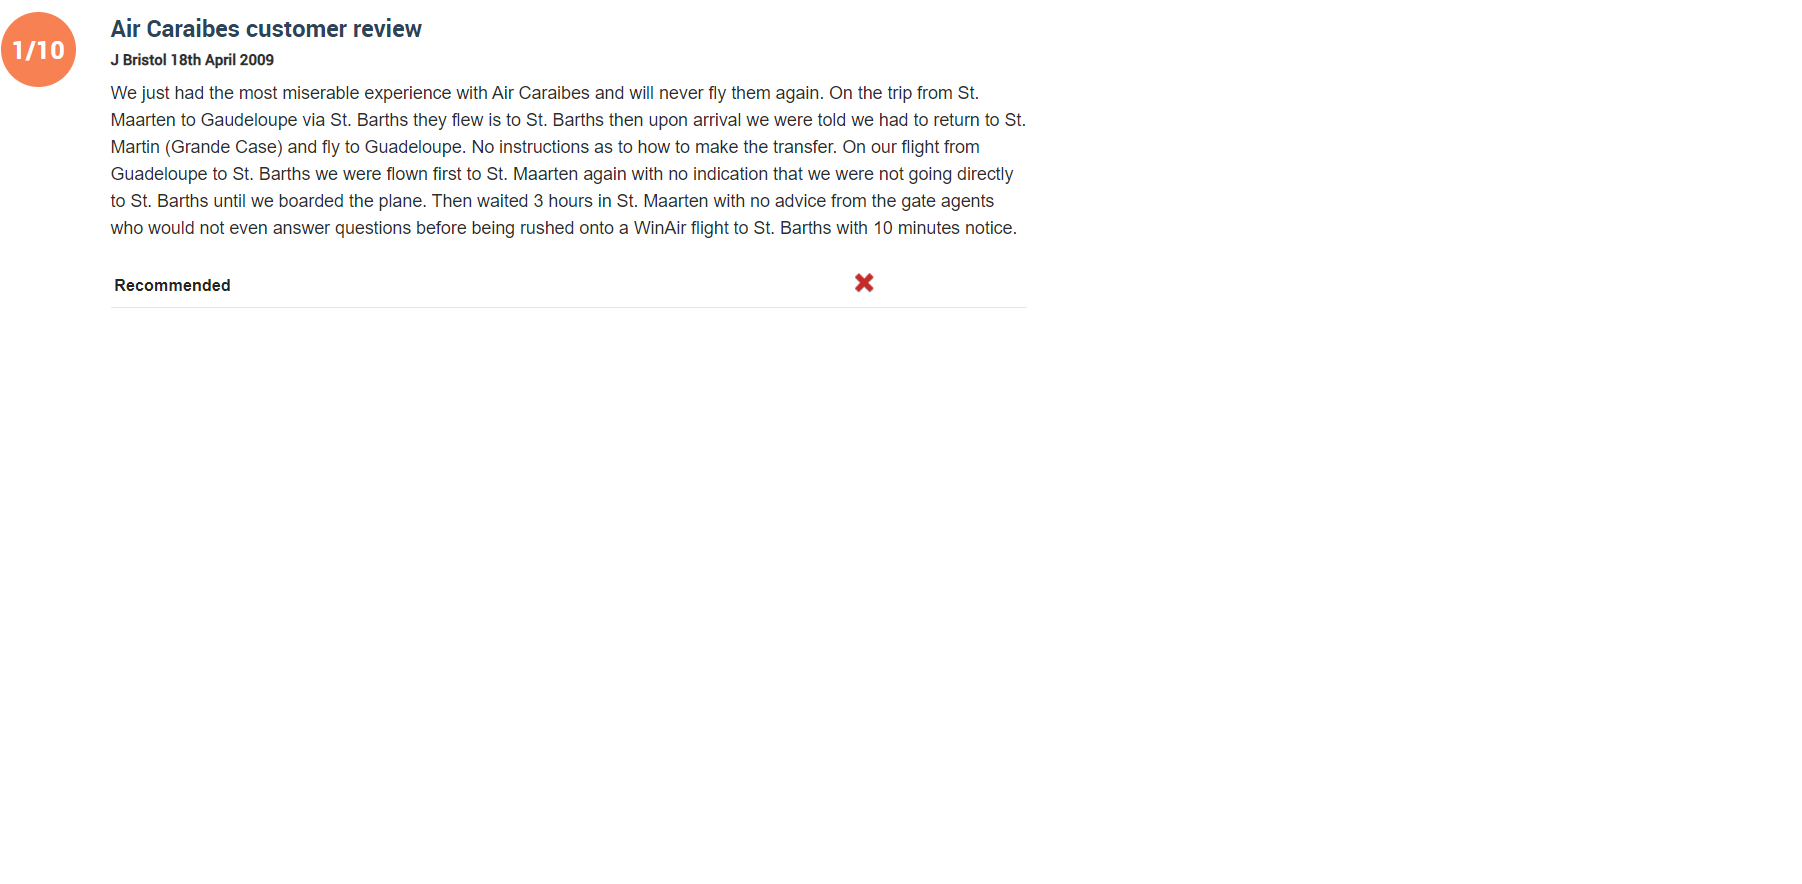 1/10
Air Caraibes customer review
J Bristol 18th April 2009
We just had the most miserable experience with Air Caraibes and will never fly them again. On the trip from St.
Maarten to Gaudeloupe via St. Barths they flew is to St. Barths then upon arrival we were told we had to return to St.
Martin (Grande Case) and fly to Guadeloupe. No instructions as to how to make the transfer. On our flight from
Guadeloupe to St. Barths we were flown first to St. Maarten again with no indication that we were not going directly
to St. Barths until we boarded the plane. Then waited 3 hours in St. Maarten with no advice from the gate agents
who would not even answer questions before being rushed onto a WinAir flight to St. Barths with 10 minutes notice.
Recommended